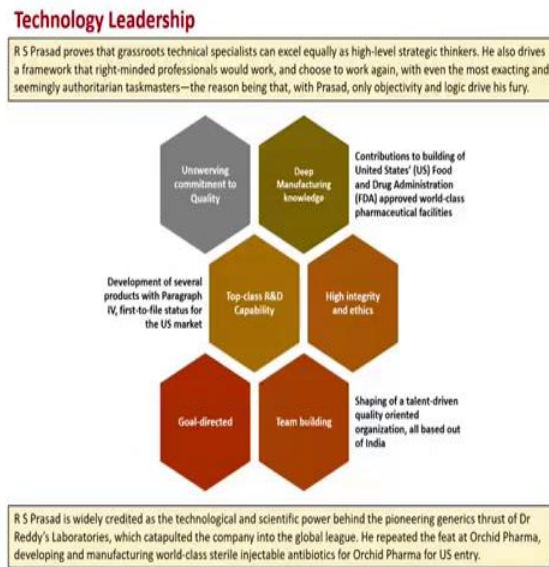 Technology Leadership
R S Prasad proves that grassroots technical specialists can excel equally as high-level strategic thinkers. He also drives
a framework that right-minded professionals would work, and choose to work again, with even the most exacting and
seemingly authoritarian taskmasters—the reason being that, with Prasad, only objectivity and logic drive his fury.
Unswerving
commitment to
Quality
Deep
Manufacturing
knowledge
Contributions to building of
United States' (US) Food
and Drug Administration
(FDA) approved world-class
pharmaceutical facilities
Development of several
products with Paragraph
IV, first-to-file status for
the US market
Top-class R&D
Capability
High integrity
and ethics
Goal-directed
Team building
Shaping of a talent-driven
quality oriented
organization, all based out
of India
R S Prasad is widely credited as the technological and scientific power behind the pioneering generics thrust of Dr
Reddy's Laboratories, which catapulted the company into the global league. He repeated the feat at Orchid Pharma,
developing and manufacturing world-class sterile injectable antibiotics for Orchid Pharma for US entry.